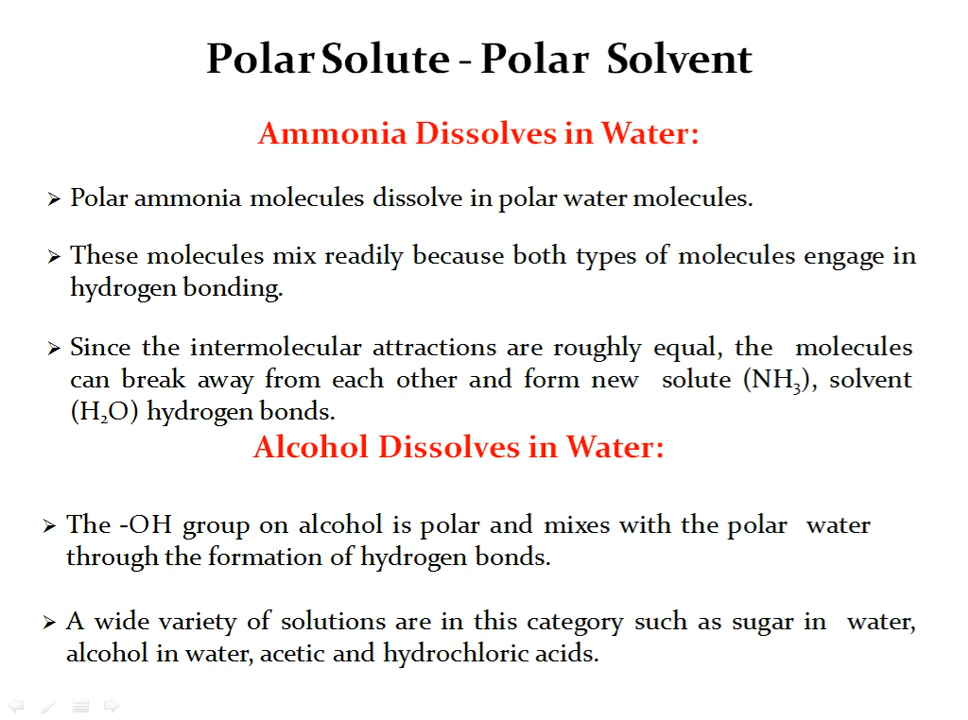 Polar Solute - Polar Solvent
Ammonia Dissolves in Water:
➢ Polar ammonia molecules dissolve in polar water molecules.
➢ These molecules mix readily because both types of molecules engage in
hydrogen bonding.
➢ Since the intermolecular attractions are roughly equal, the molecules
can break away from each other and form new solute (NH₃), solvent
(H₂O) hydrogen bonds.
Alcohol Dissolves in Water:
➢ The -OH group on alcohol is polar and mixes with the polar water
through the formation of hydrogen bonds.
➢ A wide variety of solutions are in this category such as sugar in water,
alcohol in water, acetic and hydrochloric acids.